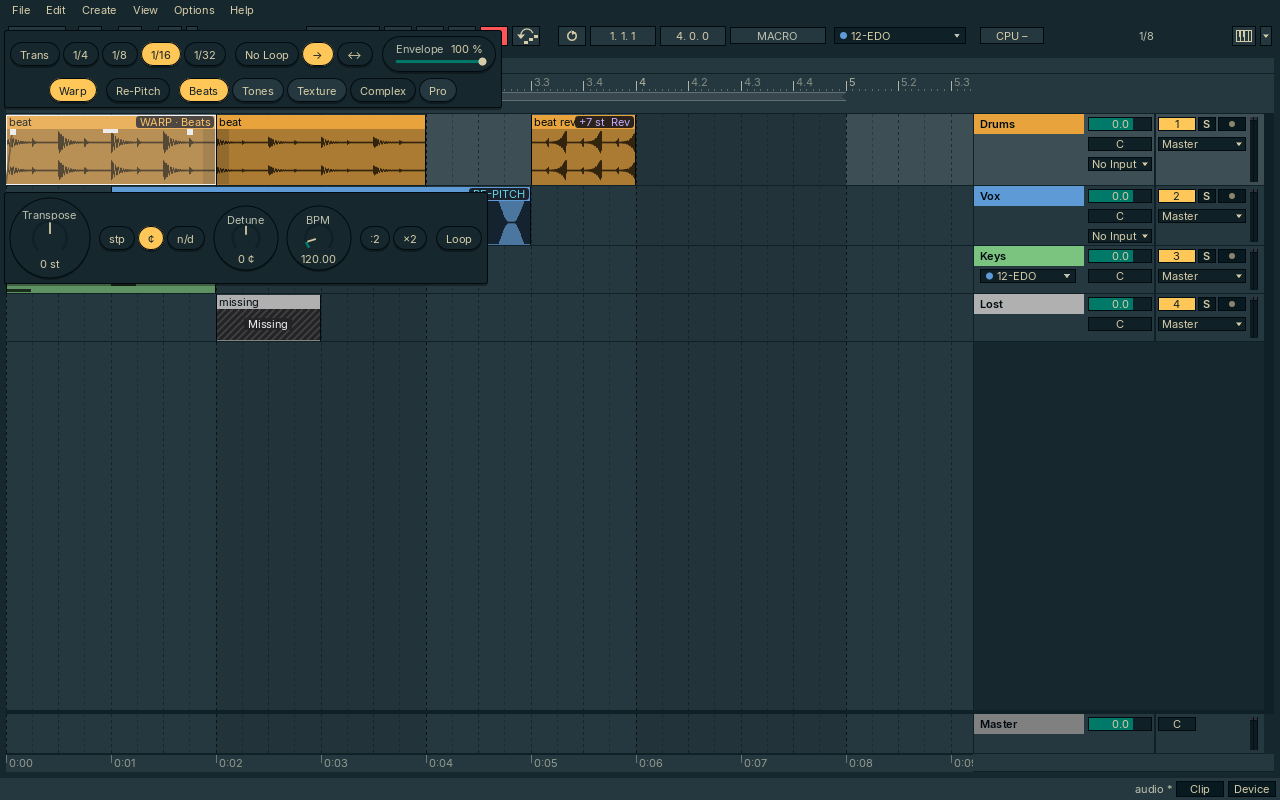 File Edit Create View Options Help
1. 1. 1 4. 0. 0 MACRO 12-EDO CPU – 1/8
Trans 1/4 1/8 1/16 1/32 No Loop → ↔ Envelope 100 %
Warp Re-Pitch Beats Tones Texture Complex Pro
3.3 3.4 4 4.2 4.3 4.4 5 5.2 5.3
beat WARP · Beats beat beat rev +7 st Rev
Drums 0.0 1 S
C Master
No Input
RE-PITCH
Vox 0.0 2 S
C Master
No Input
Transpose
0 st
stp ¢ n/d
Detune
0 ¢
BPM
120.00
:2 ×2 Loop
Keys 0.0 3 S
12-EDO C Master
missing
Missing
Lost 0.0 4 S
C Master
Master 0.0 C
0:00 0:01 0:02 0:03 0:04 0:05 0:06 0:07 0:08
audio * Clip Device